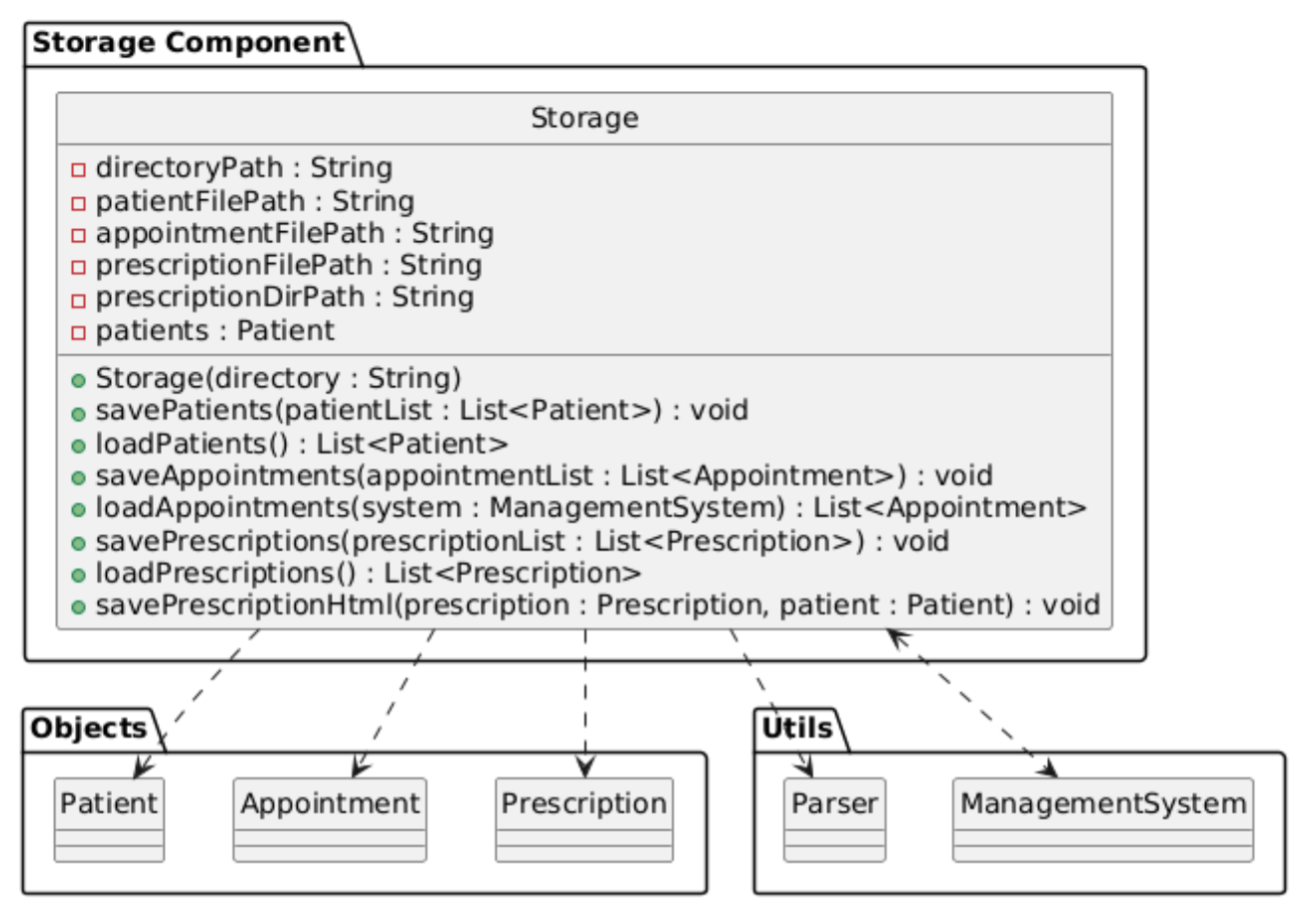 Storage Component
Storage
directoryPath : String
patientFilePath : String
appointmentFilePath : String
prescriptionFilePath : String
prescriptionDirPath : String
patients : Patient
Storage(directory : String)
savePatients(patientList : List<Patient>) : void
loadPatients() : List<Patient>
saveAppointments(appointmentList : List<Appointment>) : void
loadAppointments(system : ManagementSystem) : List<Appointment>
savePrescriptions(prescriptionList : List<Prescription>) : void
loadPrescriptions() : List<Prescription>
savePrescriptionHtml(prescription : Prescription, patient : Patient) : void
Objects
Patient
Appointment
Prescription
Utils
Parser
ManagementSystem